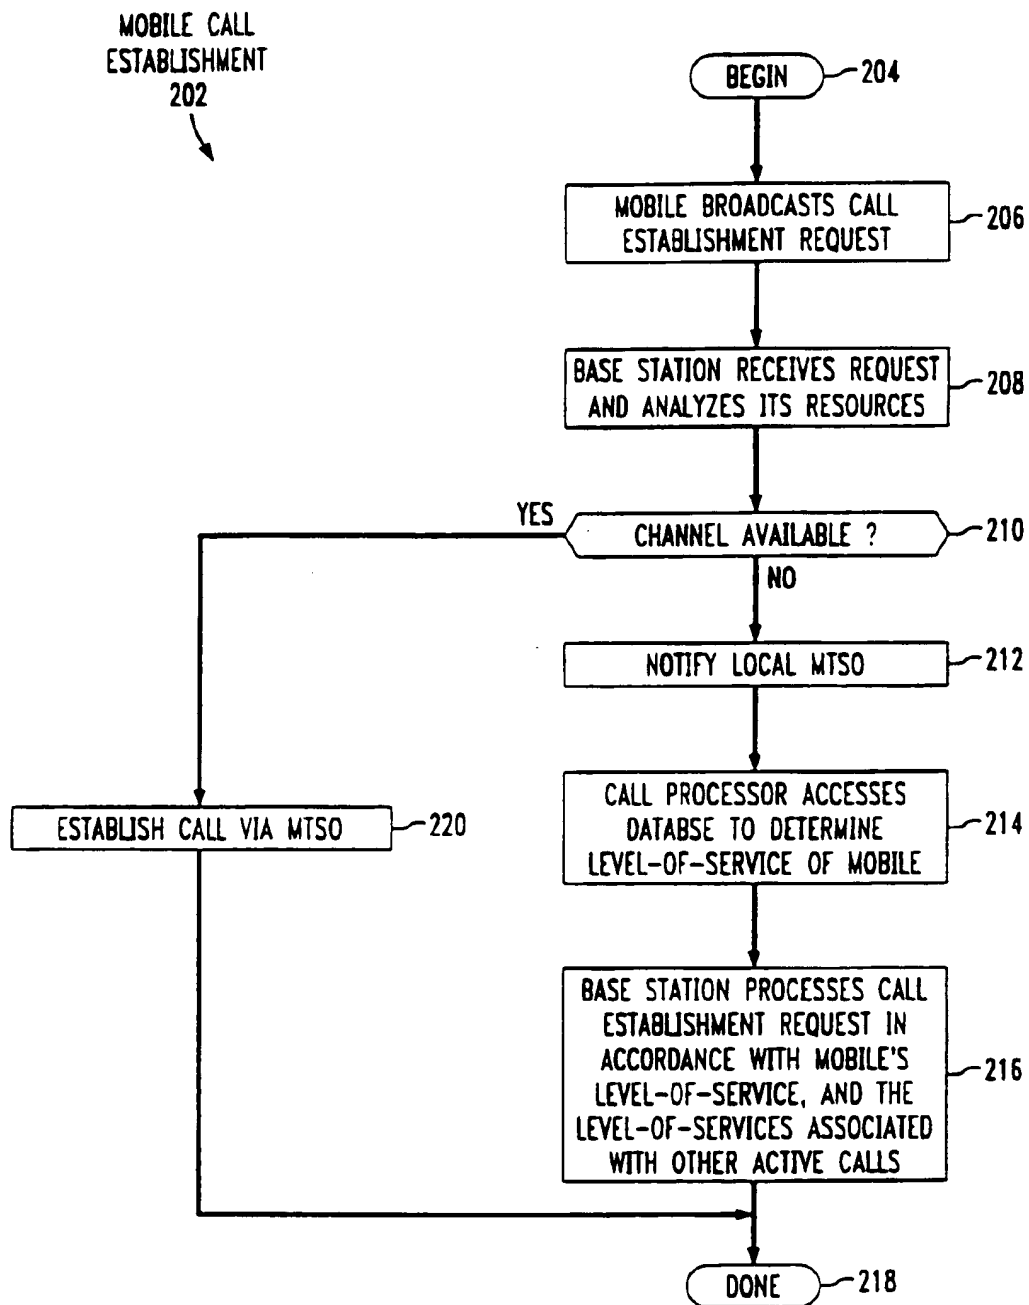 MOBILE CALL
ESTABLISHMENT
202
BEGIN
204
MOBILE BROADCASTS CALL
ESTABLISHMENT REQUEST
206
BASE STATION RECEIVES REQUEST
AND ANALYZES ITS RESOURCES
208
YES
CHANNEL AVAILABLE ?
210
NO
NOTIFY LOCAL MTSO
212
CALL PROCESSOR ACCESSES
DATABSE TO DETERMINE
LEVEL-OF-SERVICE OF MOBILE
214
ESTABLISH CALL VIA MTSO
220
BASE STATION PROCESSES CALL
ESTABLISHMENT REQUEST IN
ACCORDANCE WITH MOBILE'S
LEVEL-OF-SERVICE, AND THE
LEVEL-OF-SERVICES ASSOCIATED
WITH OTHER ACTIVE CALLS
216
DONE
218